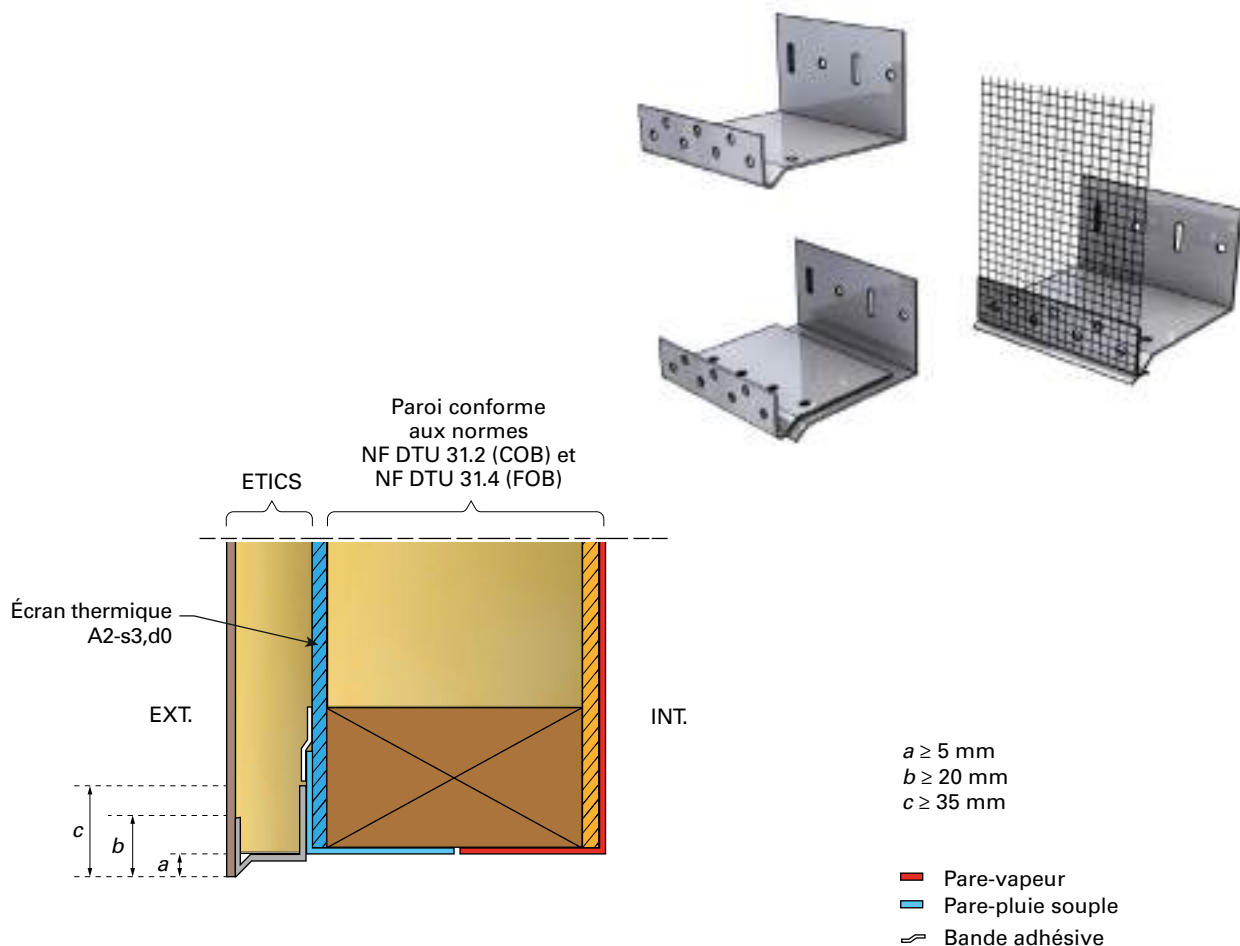 Paroi conforme
aux normes
NF DTU 31.2 (COB) et
NF DTU 31.4 (FOB)
ETICS
Écran thermique
A2-s3,d0
EXT.
INT.
c
b
a
a ≥ 5 mm
b ≥ 20 mm
c ≥ 35 mm
Pare-vapeur
Pare-pluie souple
Bande adhésive